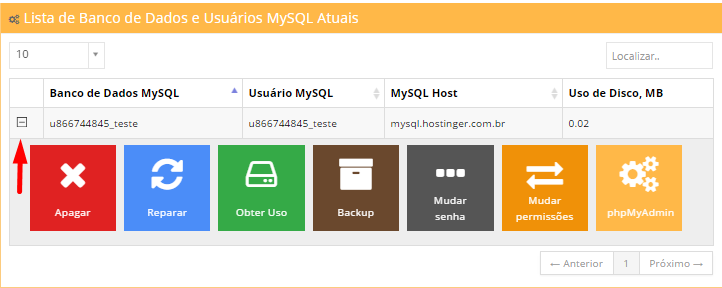 Lista de Banco de Dados e Usuários MySQL Atuais
10
Localizar..
Banco de Dados MySQL
Usuário MySQL
MySQL Host
Uso de Disco, MB
u866744845_teste
u866744845_teste
mysql.hostinger.com.br
0.02
Apagar
Reparar
Obter Uso
Backup
Mudar
senha
Mudar
permissões
phpMyAdmin
← Anterior
1
Próximo →